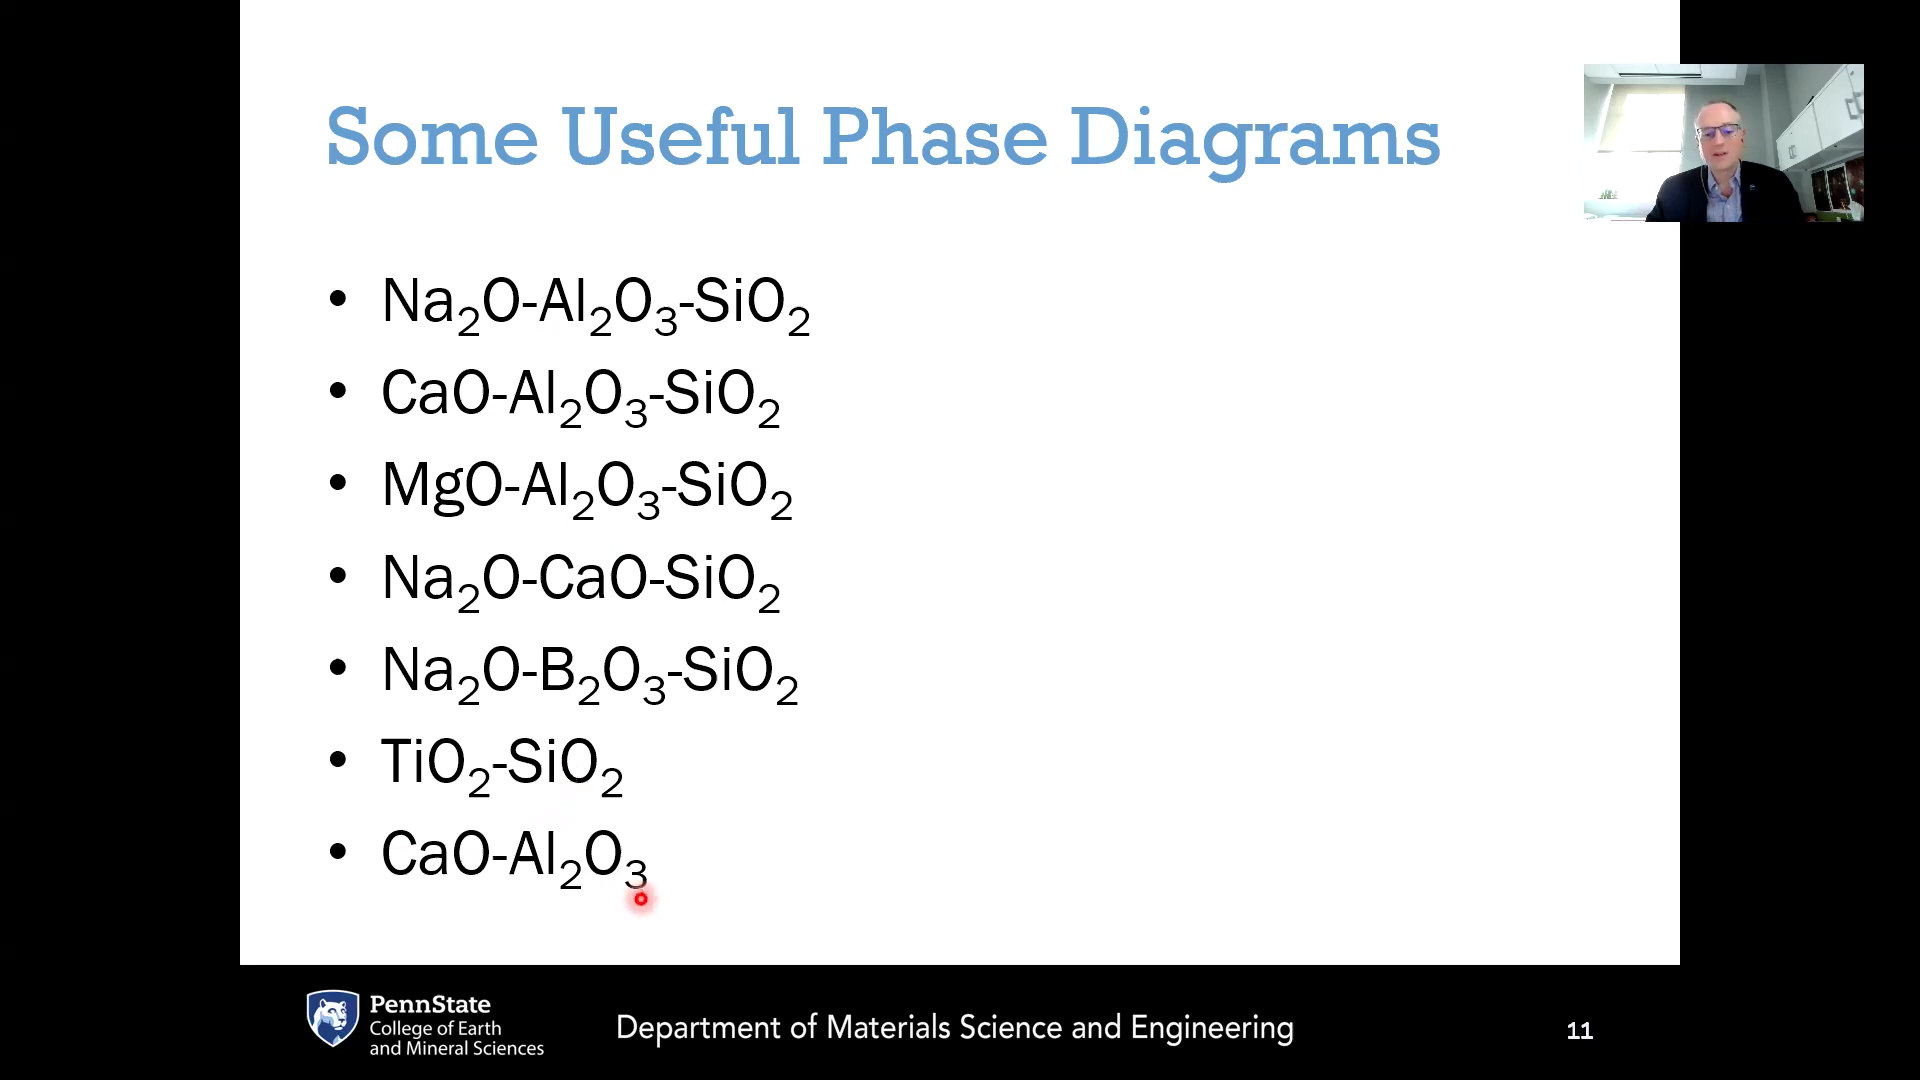 Some Useful Phase Diagrams
• Na₂O-Al₂O₃-SiO₂
• CaO-Al₂O₃-SiO₂
• MgO-Al₂O₃-SiO₂
• Na₂O-CaO-SiO₂
• Na₂O-B₂O₃-SiO₂
• TiO₂-SiO₂
• CaO-Al₂O₃
PennState
College of Earth
and Mineral Sciences
Department of Materials Science and Engineering
11